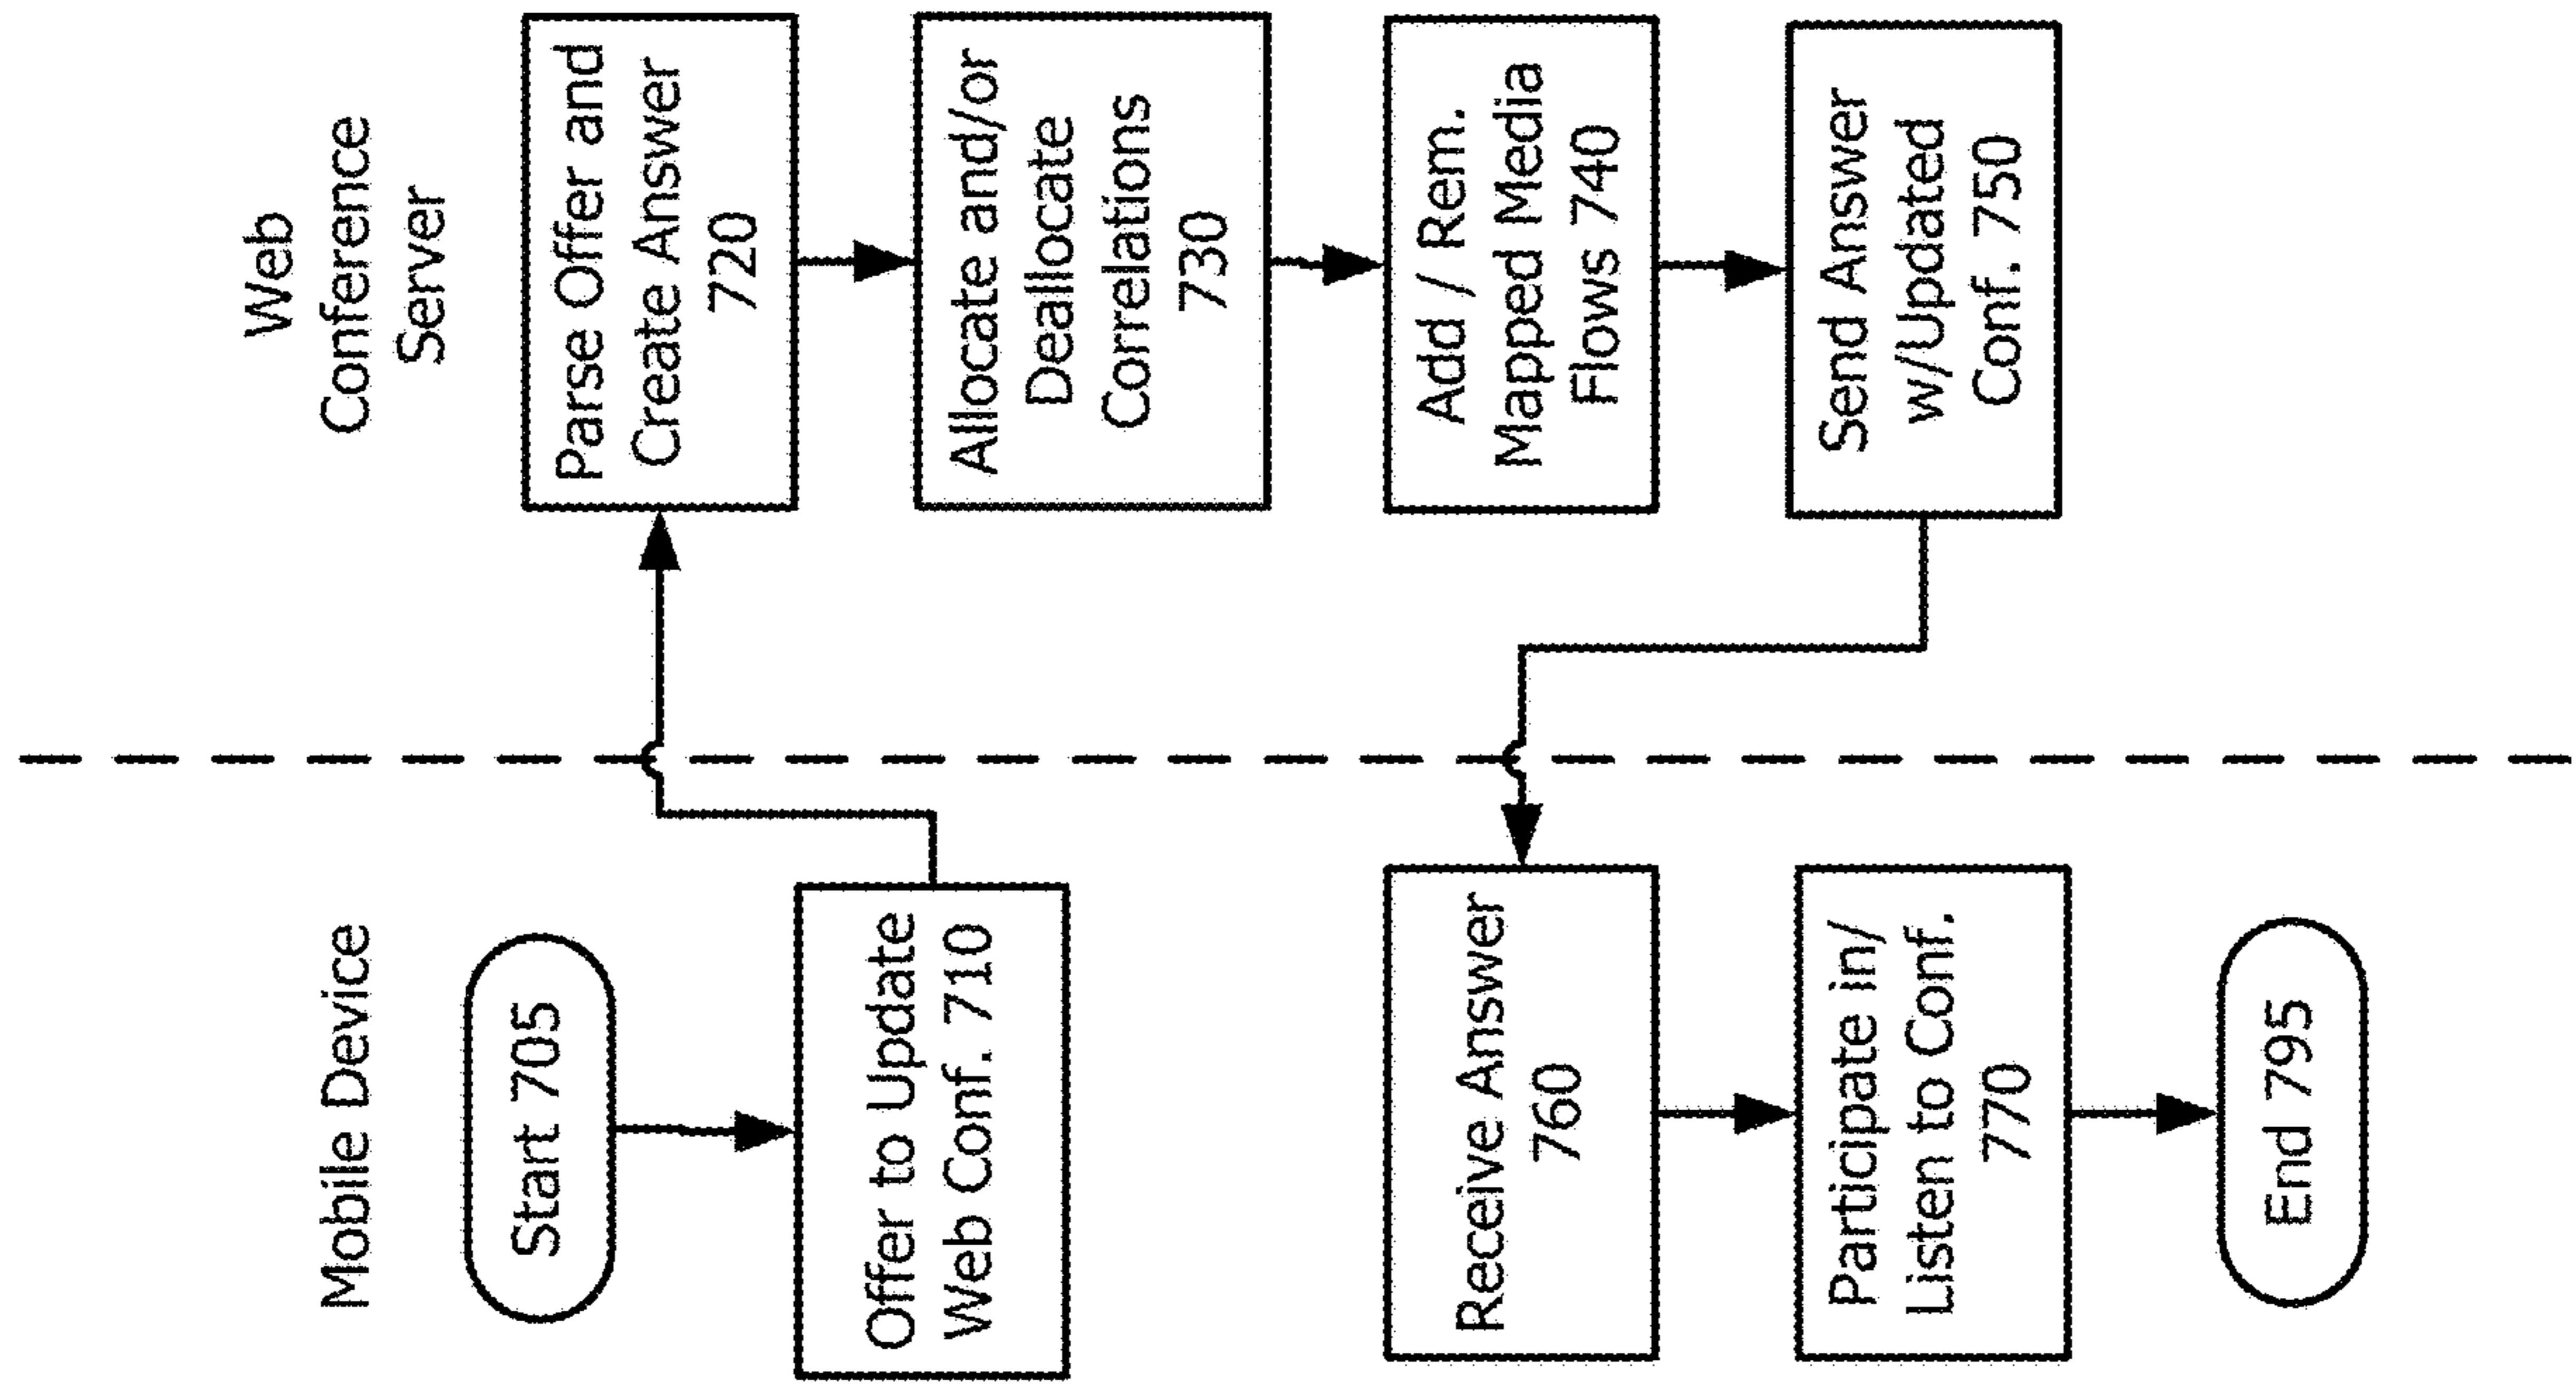 Mobile Device
Start 705
Offer to Update
Web Conf. 710
Receive Answer
760
Participate in/
Listen to Conf.
770
End 795
Web
Conference
Server
Parse Offer and
Create Answer
720
Allocate and/or
Deallocate
Correlations
730
Add / Rem.
Mapped Media
Flows 740
Send Answer
w/Updated
Conf. 750